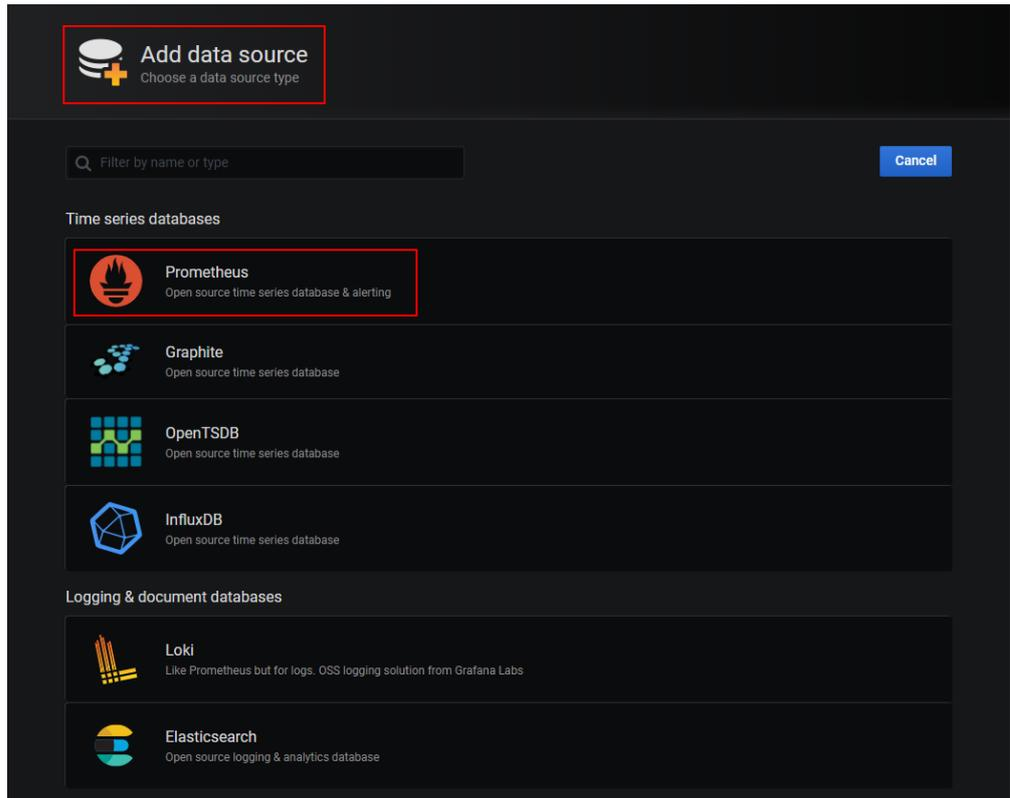 Add data source
Choose a data source type
Filter by name or type
Cancel
Time series databases
Prometheus
Open source time series database & alerting
Graphite
Open source time series database
OpenTSDB
Open source time series database
InfluxDB
Open source time series database
Logging & document databases
Loki
Like Prometheus but for logs. OSS logging solution from Grafana Labs
Elasticsearch
Open source logging & analytics database